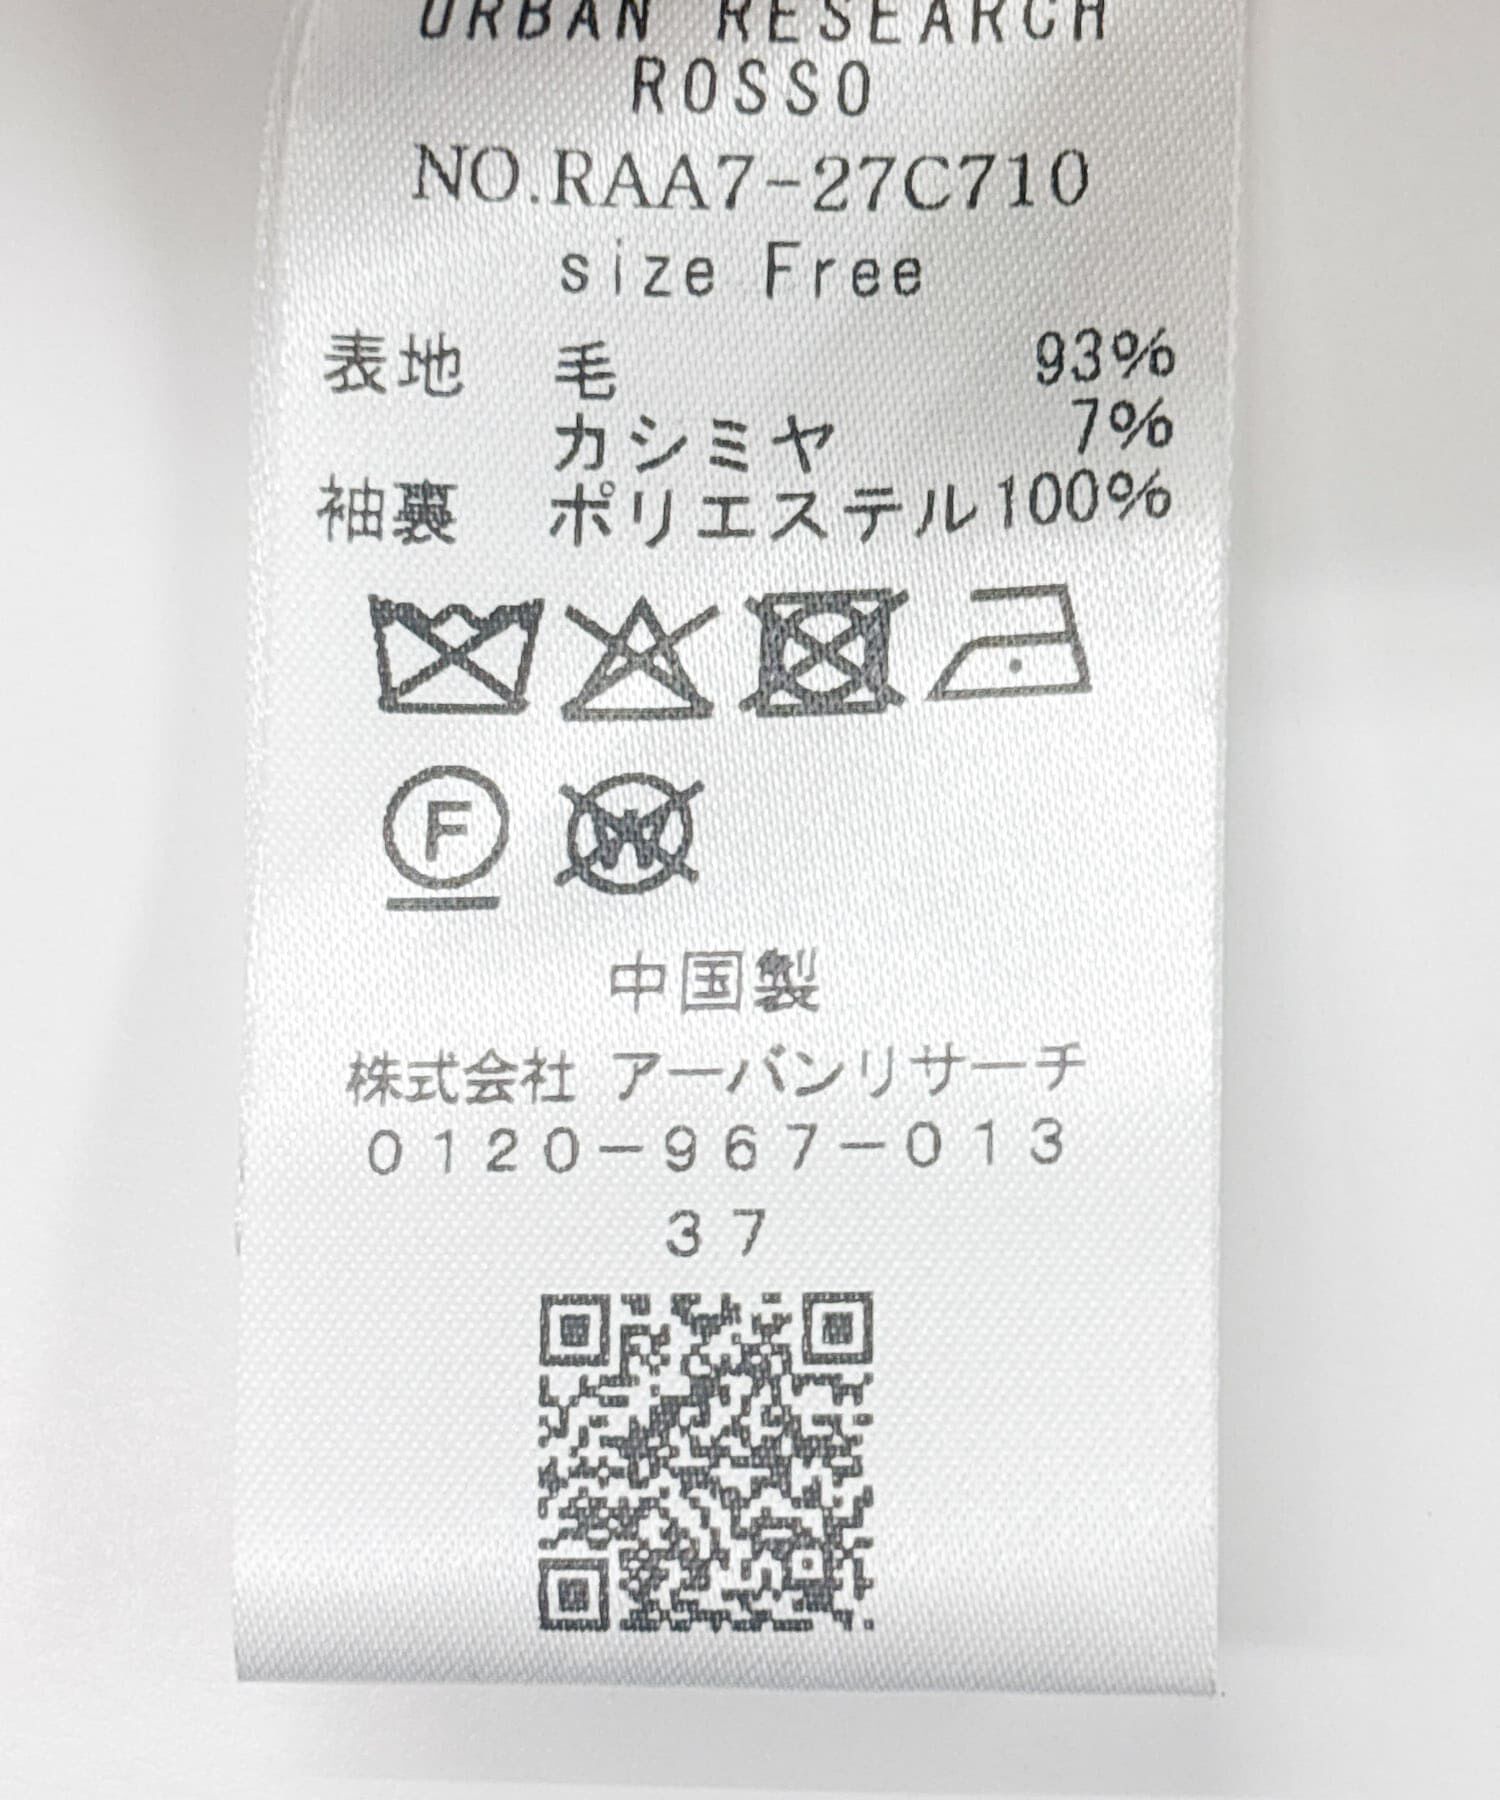 URBAN RESEARCH
ROSSO
NO.RAA7-27C710
size Free
表地 毛 93%
カシミヤ 7%
袖裏 ポリエステル100%
F
W
中国製
株式会社 アーバンリサーチ
0120-967-013
37